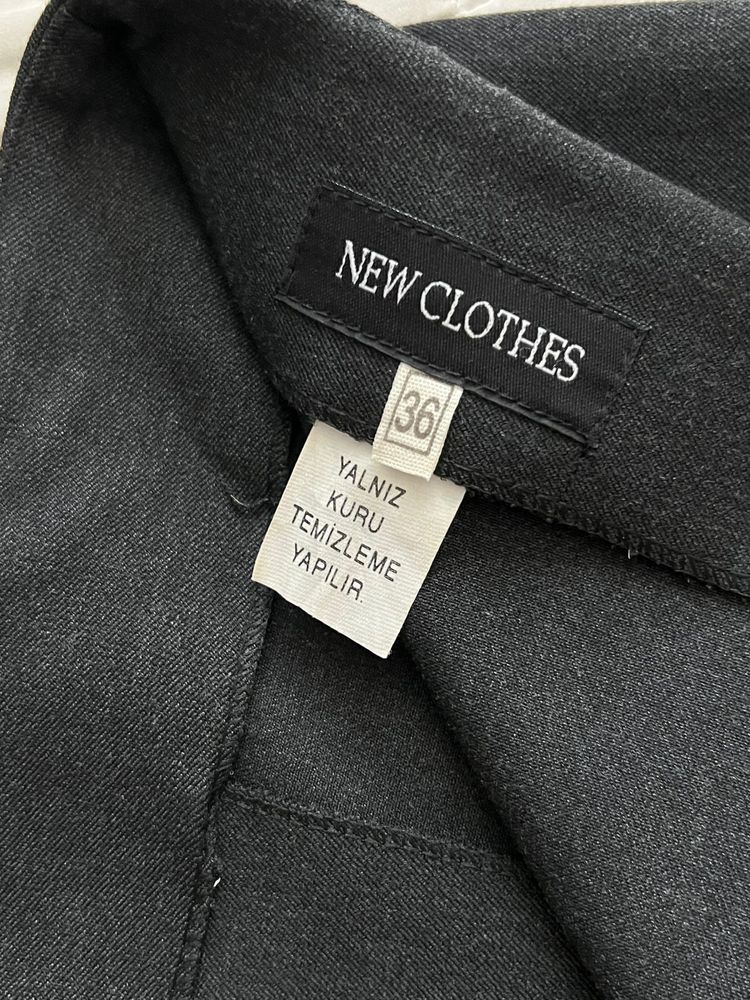 NEW CLOTHES
36
YALNIZ
KURU
TEMİZLEME
YAPILIR.